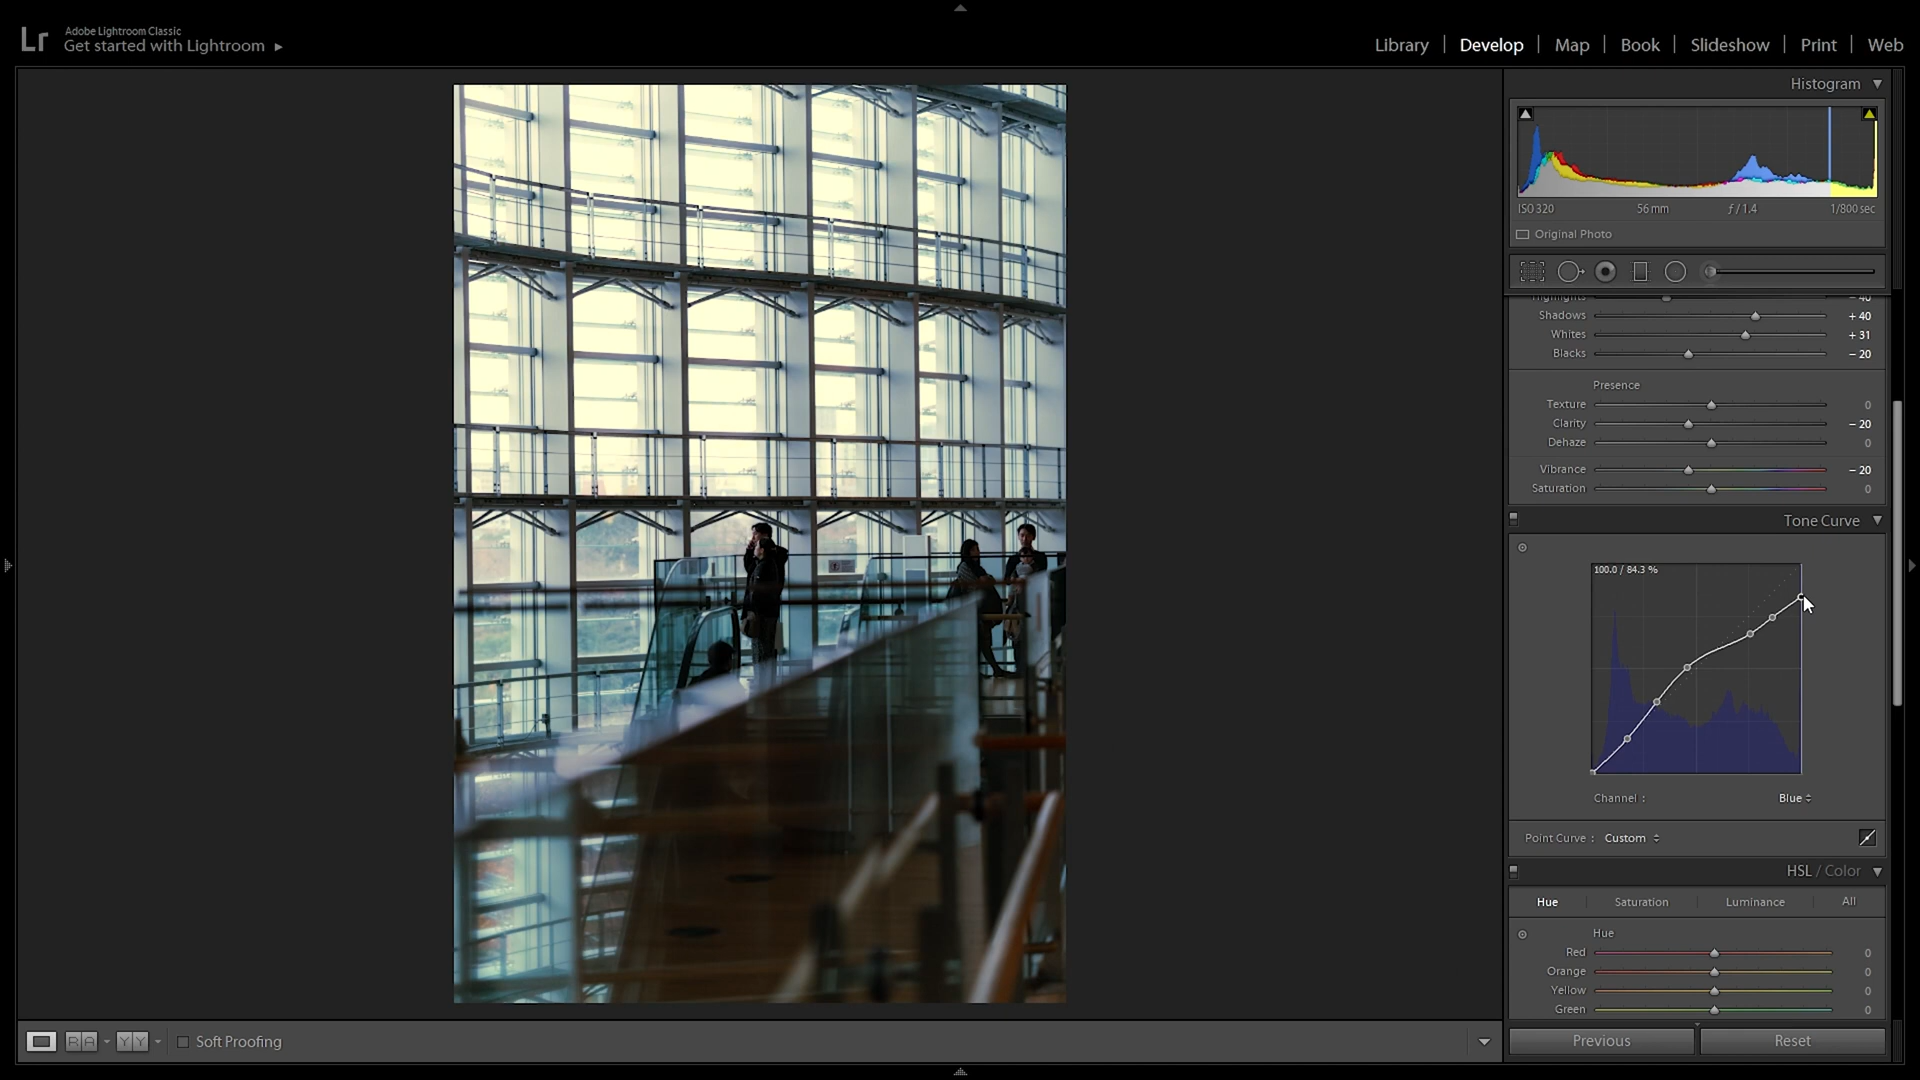 Lr
Adobe Lightroom Classic
Get started with Lightroom
Library | Develop | Map | Book | Slideshow | Print | Web
Histogram
ISO 320 56 mm ƒ / 1.4 1/800 sec
Original Photo
Highlights – 40
Shadows + 40
Whites + 31
Blacks – 20
Presence
Texture 0
Clarity – 20
Dehaze 0
Vibrance – 20
Saturation 0
Tone Curve
100.0 / 84.3 %
Channel : Blue
Point Curve : Custom
HSL / Color
Hue Saturation Luminance All
Hue
Red 0
Orange 0
Yellow 0
Green 0
R A Y Y Soft Proofing
Previous Reset